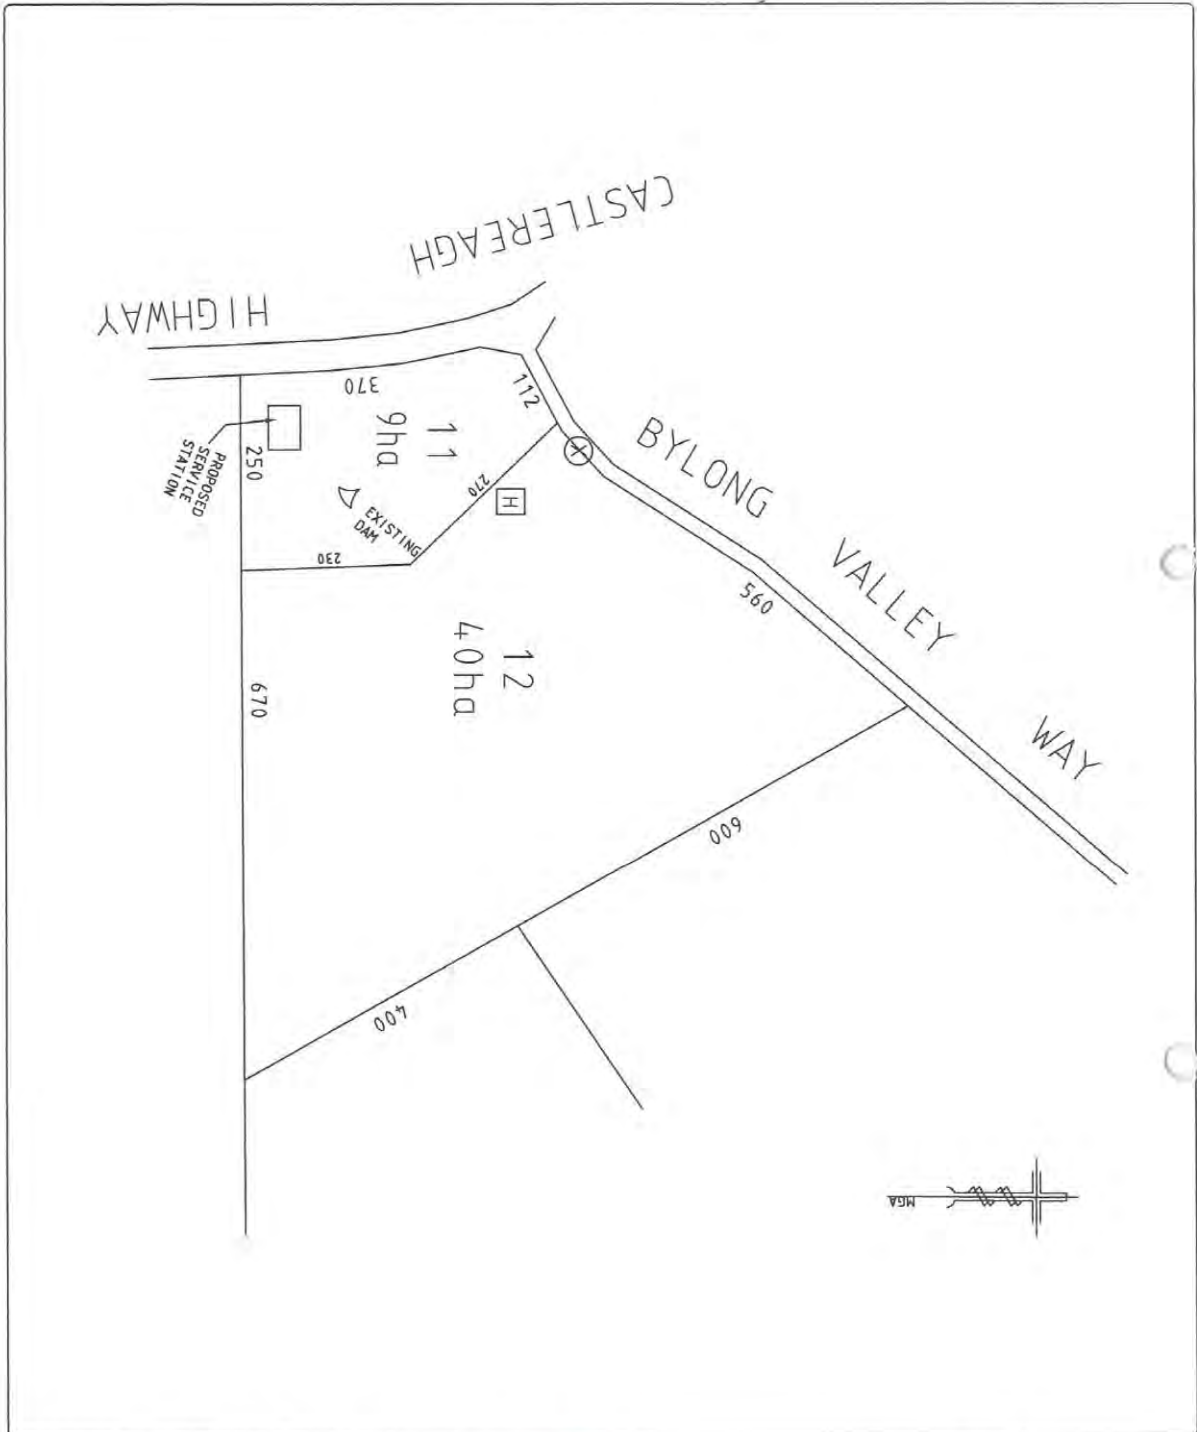 CASTLEREAGH
HIGHWAY
BYLONG
VALLEY
WAY
370
112
11
9ha
250
PROPOSED
SERVICE
STATION
EXISTING
DAM
270
H
230
560
12
40ha
670
600
400
MGA